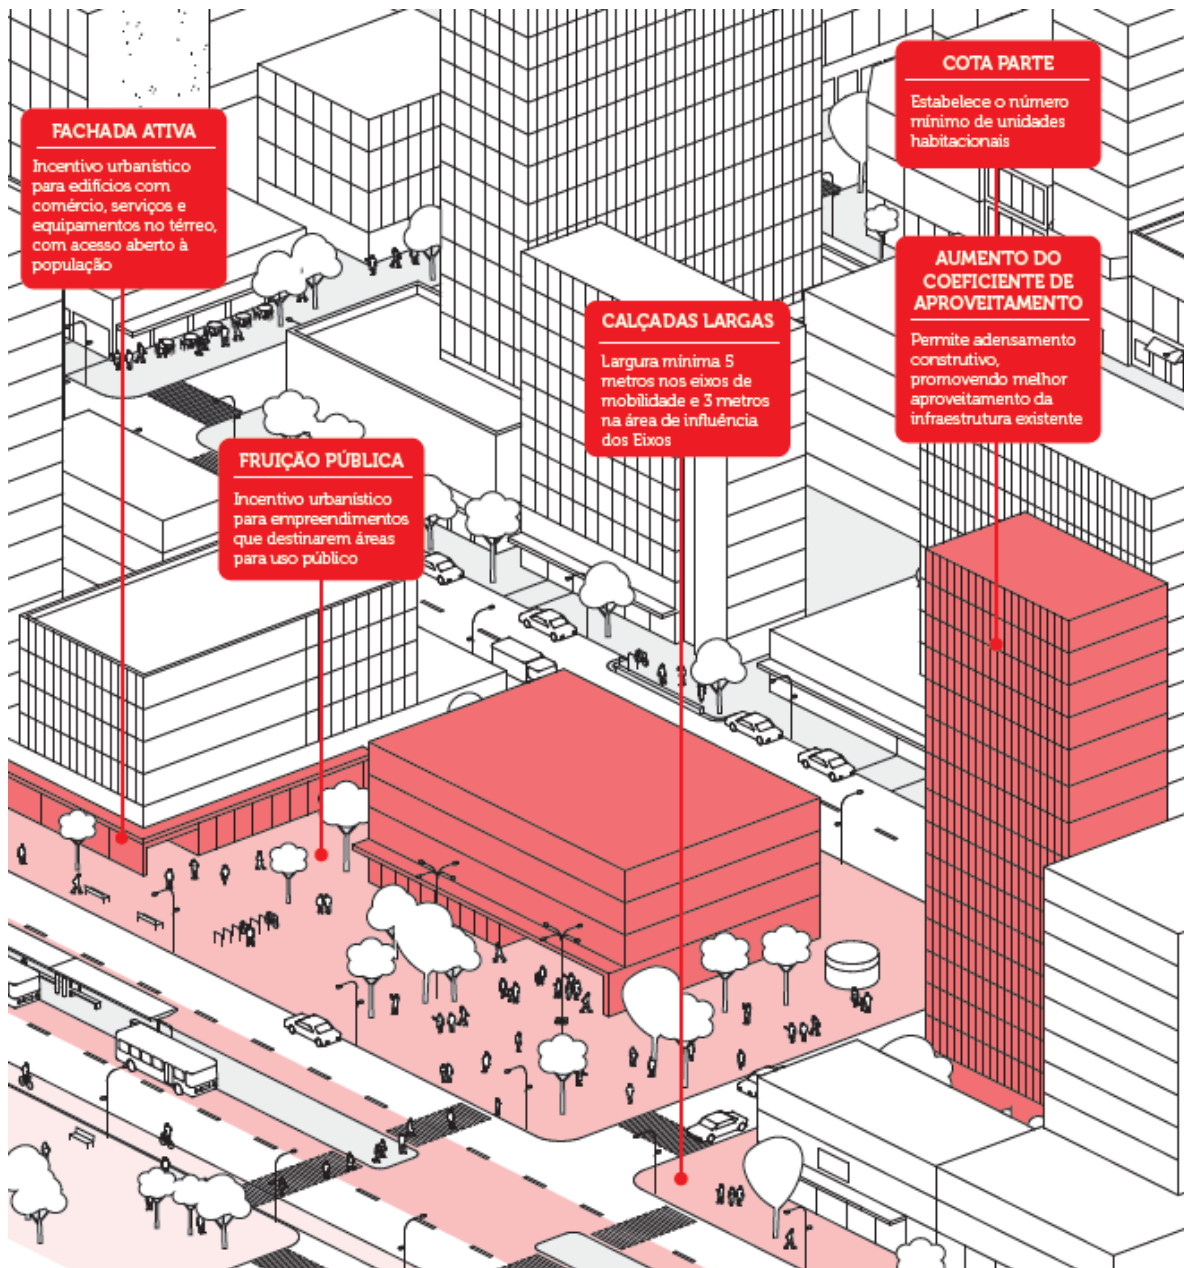 FACHADA ATIVA
Incentivo urbanístico
para edifícios com
comércio, serviços e
equipamentos no térreo,
com acesso aberto à
população
FRUIÇÃO PÚBLICA
Incentivo urbanístico
para empreendimentos
que destinarem áreas
para uso público
CALÇADAS LARGAS
Largura mínima 5
metros nos eixos de
mobilidade e 3 metros
na área de influência
dos Eixos
COTA PARTE
Estabelece o número
mínimo de unidades
habitacionais
AUMENTO DO
COEFICIENTE DE
APROVEITAMENTO
Permite adensamento
construtivo,
promovendo melhor
aproveitamento da
infraestrutura existente